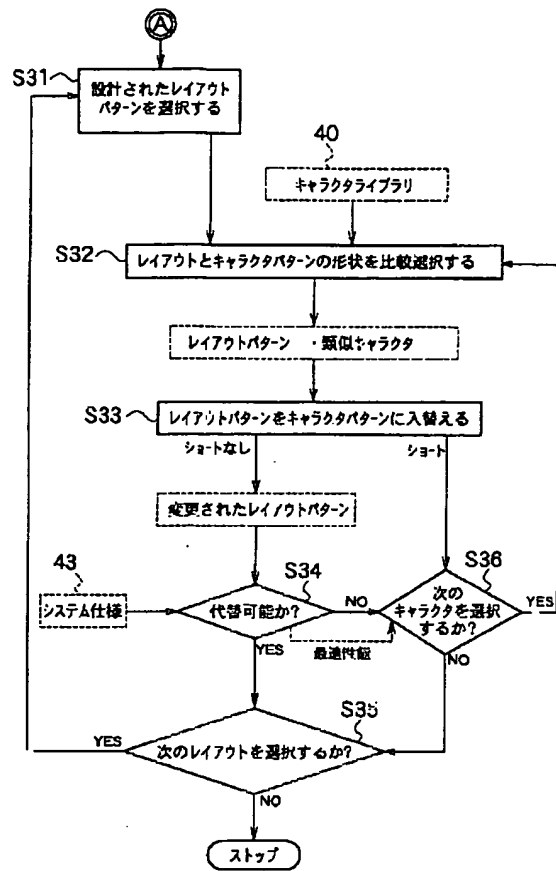 A
S31
設計されたレイアウト
パターンを選択する
40
キャラクタライブラリ
S32
レイアウトとキャラクタパターンの形状を比較選択する
レイアウトパターン ・類似キャラクタ
S33
レイアウトパターンをキャラクタパターンに入替える
ショートなし
ショート
変更されたレイアウトパターン
43
システム仕様
S34
代替可能か?
NO
S36
次の
キャラクタを選択
するか?
YES
最適性能
YES
NO
S35
YES
次のレイアウトを選択するか?
NO
ストップ